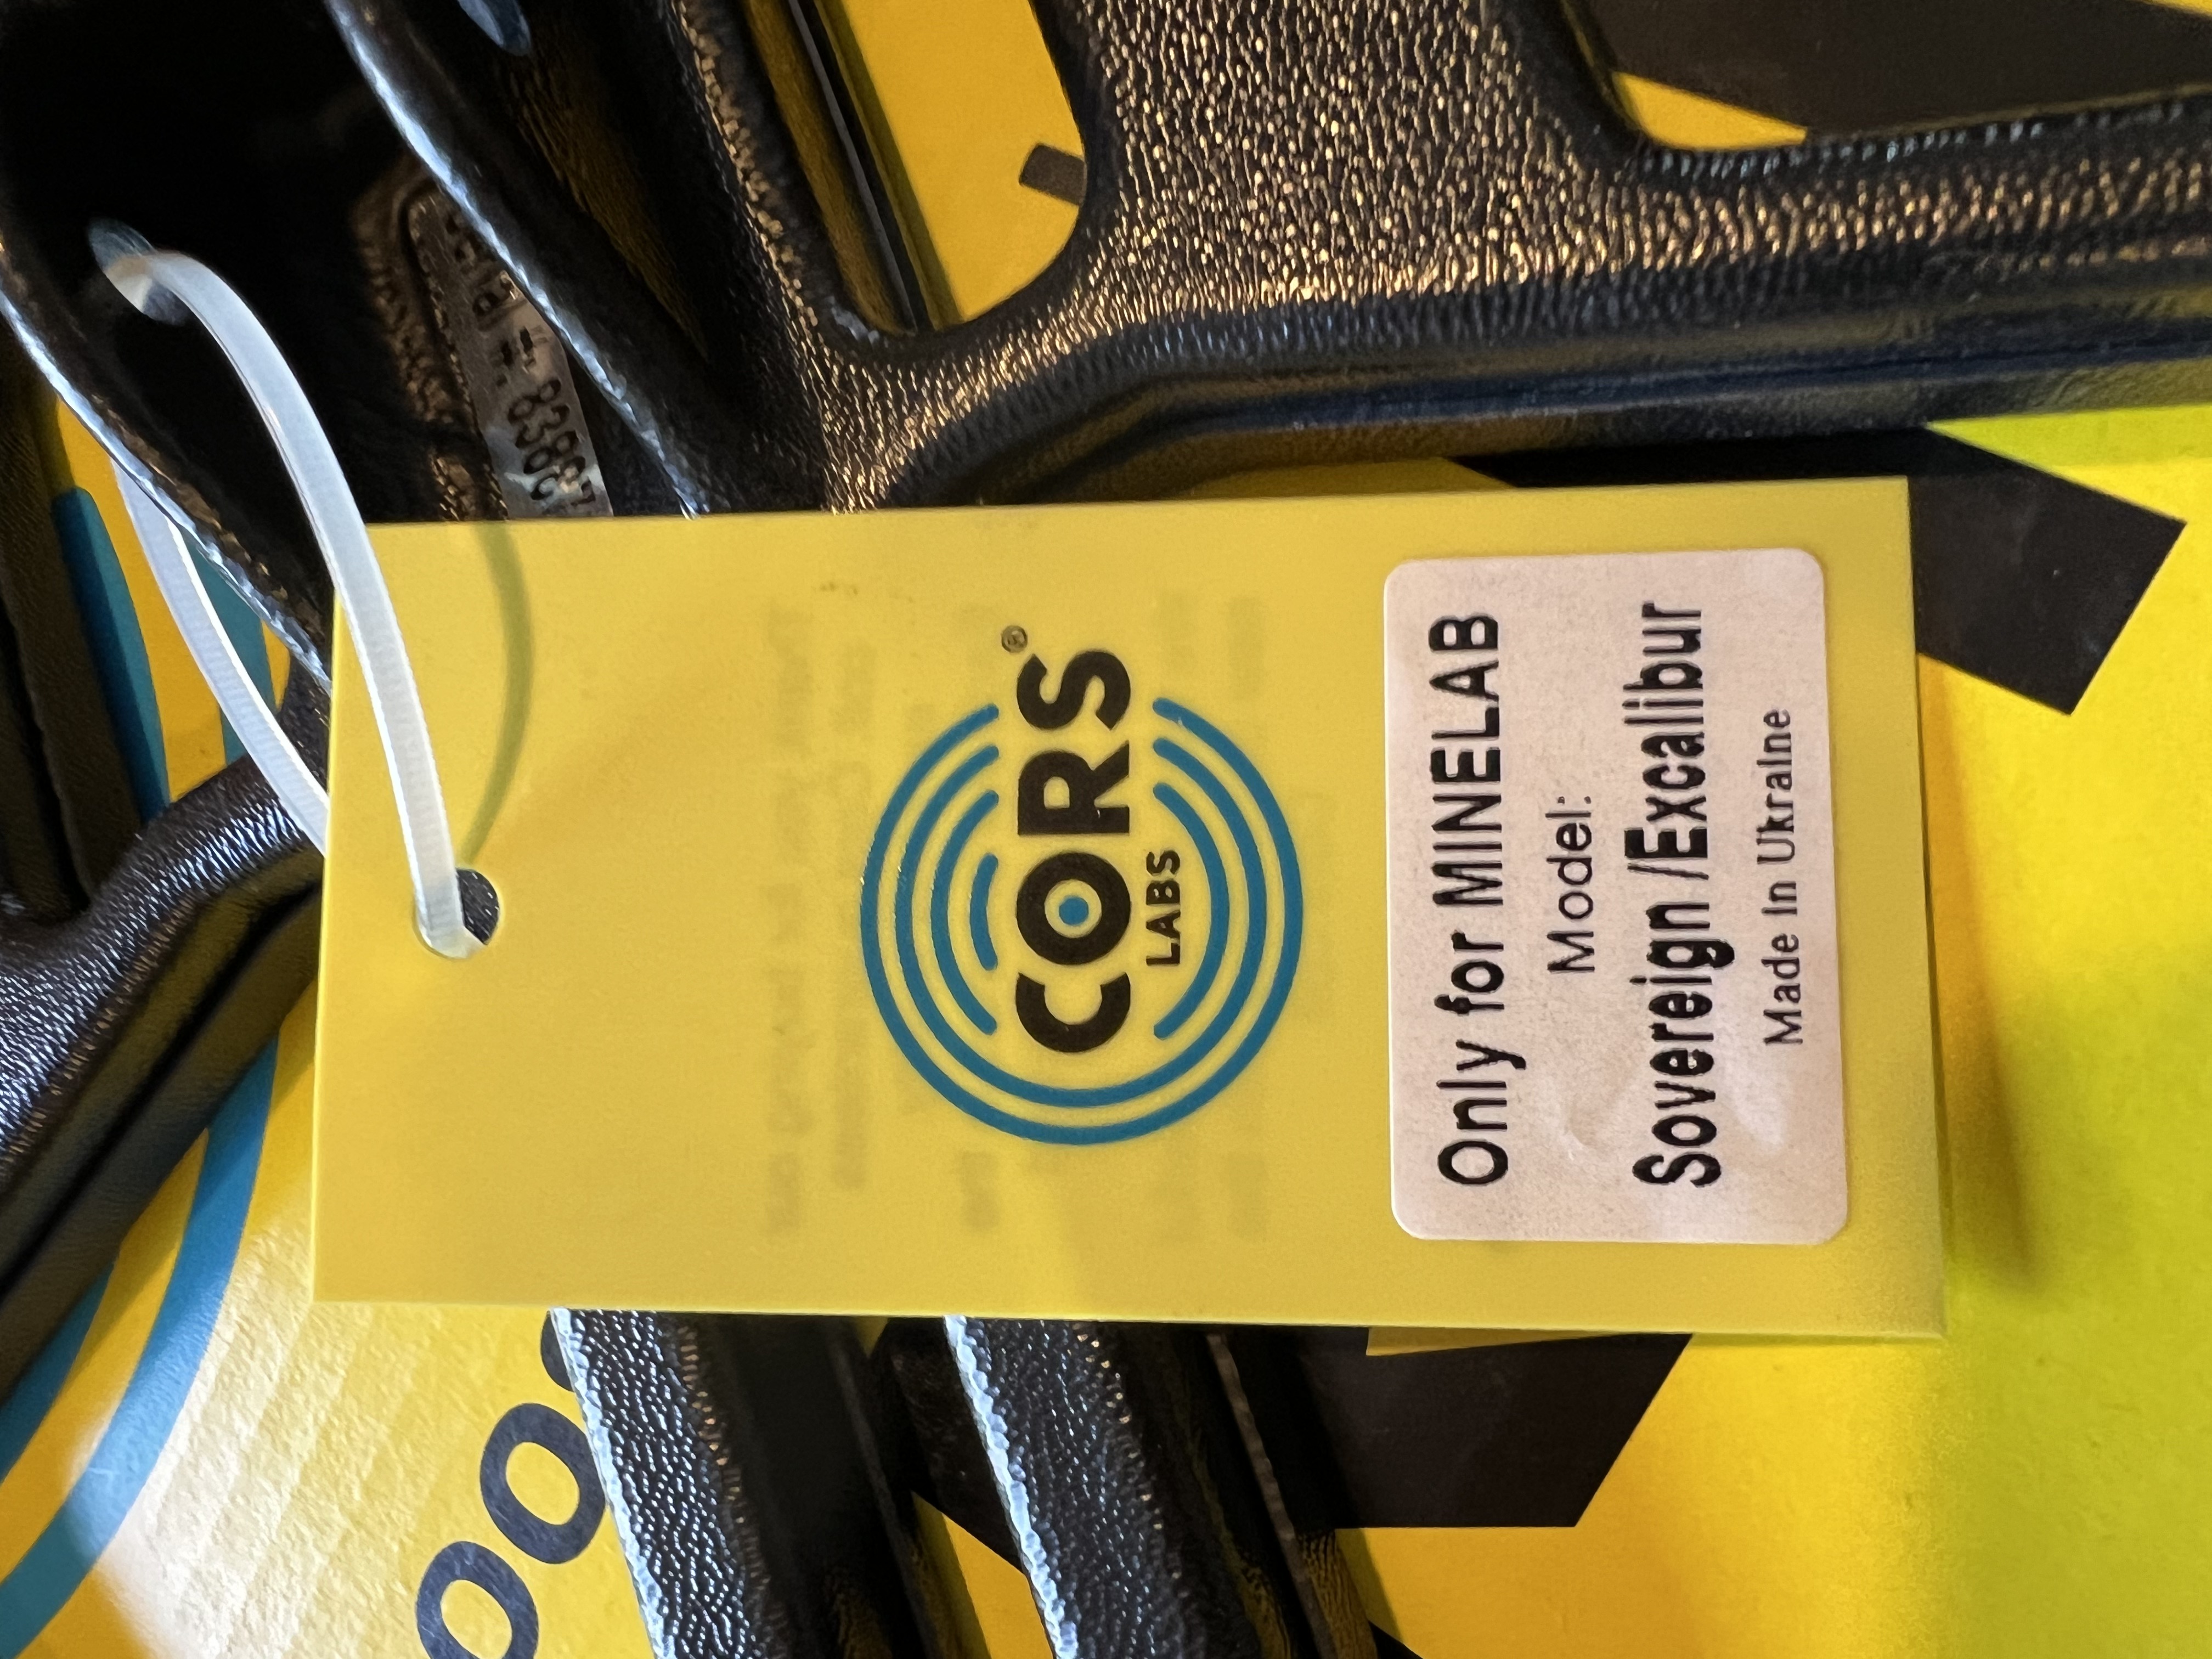 CORS®
LABS
Only for MINELAB
Model:
Sovereign /Excalibur
Made In Ukraine